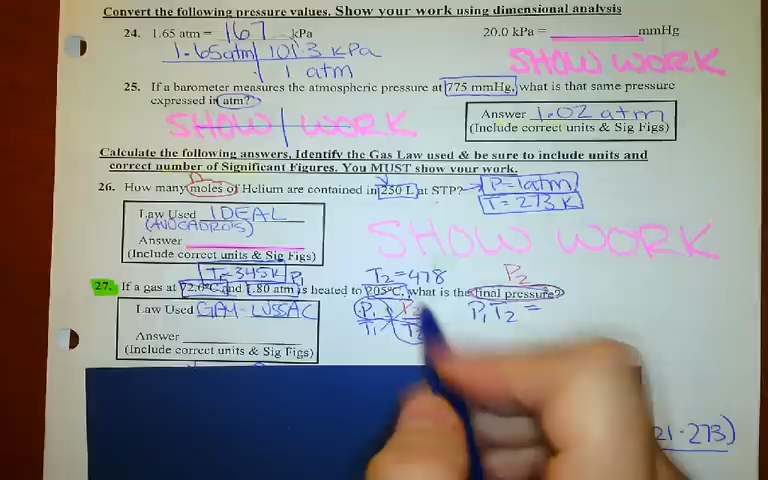 Convert the following pressure values. Show your work using dimensional analysis
24. 1.65 atm = 167 kPa 20.0 kPa = mmHg
1.65 atm | 101.3 kPa
1 atm
SHOW WORK
25. If a barometer measures the atmospheric pressure at 775 mmHg, what is that same pressure
expressed in atm?
SHOW WORK
Answer 1.02 atm
(Include correct units & Sig Figs)
Calculate the following answers. Identify the Gas Law used & be sure to include units and
correct number of Significant Figures. You MUST show your work.
26. How many moles of Helium are contained in 250 L at STP? P=1atm
T=273 K
Law Used IDEAL
(AVOGADRO'S)
Answer
(Include correct units & Sig Figs)
SHOW WORK
T1=345K P1 T2=478 P2
27. If a gas at 72.0°C and 1.80 atm is heated to 205°C, what is the final pressure?
Law Used GAY-LUSSAC
Answer
(Include correct units & Sig Figs)
P1 P2 P1T2 =
T1 T2
21-273)